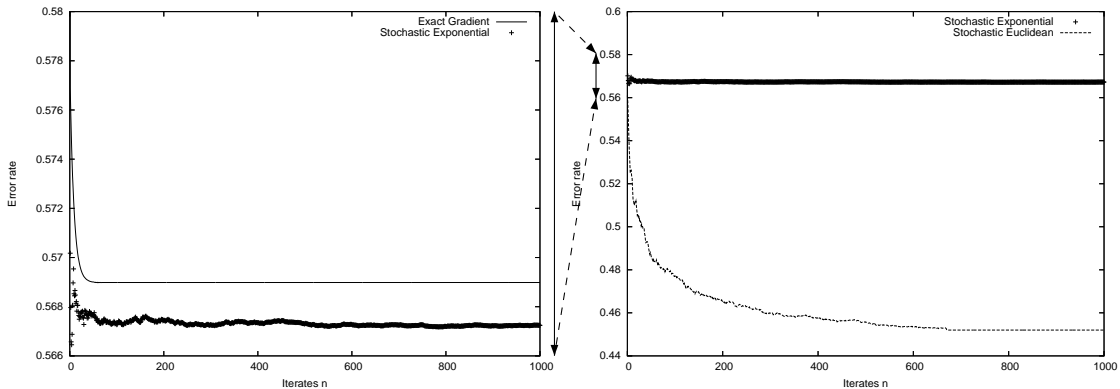 0.58
0.578
0.576
0.574
0.572
0.57
0.568
0.566
Error rate
0 200 400 600 800 1000
Iterates n
Exact Gradient
Stochastic Exponential
0.6
0.58
0.56
0.54
0.52
0.5
0.48
0.46
0.44
Error rate
0 200 400 600 800 1000
Iterates n
Stochastic Exponential
Stochastic Euclidean